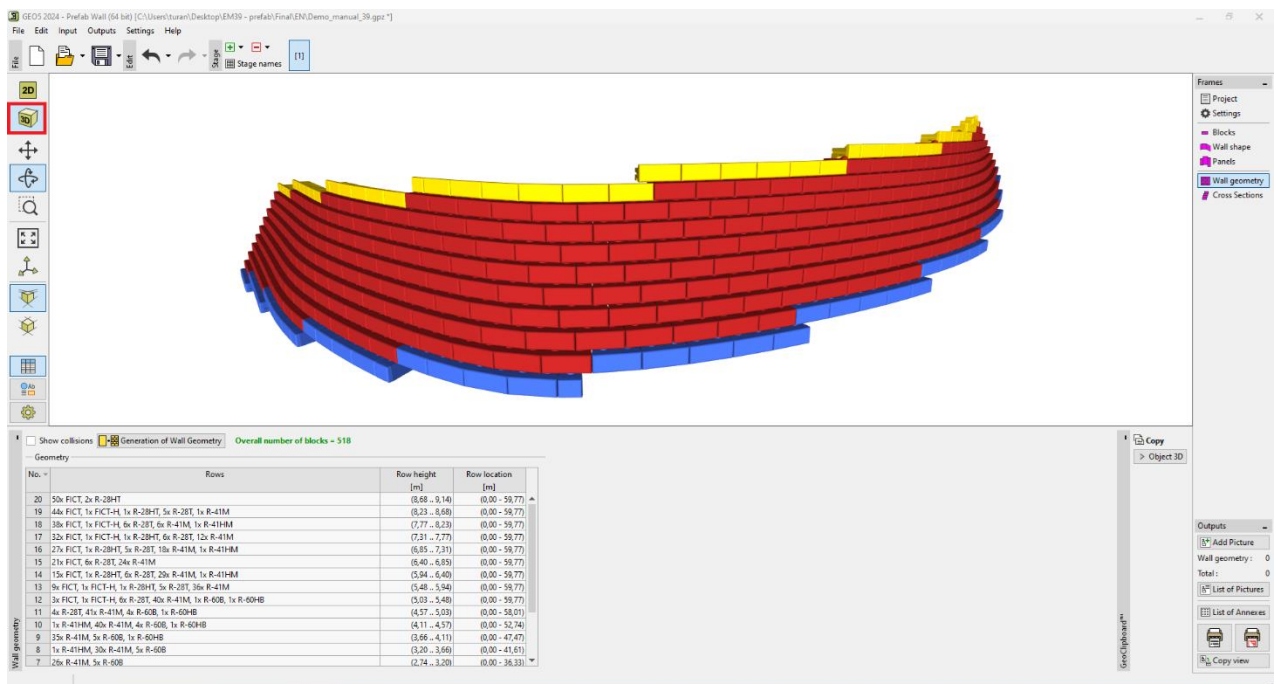 GEO5 2024 - Prefab Wall (64 bit) [C:\Users\turan\Desktop\EM39 - prefab\Final\EN\Demo_manual_39.gpz *]
File Edit Input Outputs Settings Help
File
Edit
Stage
Stage names
[1]
2D
3D
Frames
Project
Settings
Blocks
Wall shape
Panels
Wall geometry
Cross Sections
Show collisions Generation of Wall Geometry Overall number of blocks = 518
Geometry
No. Rows Row height [m] Row location [m]
20 50x FICT, 2x R-28HT (8,68 .. 9,14) (0,00 - 59,77)
19 44x FICT, 1x FICT-H, 1x R-28HT, 5x R-28T, 1x R-41M (8,23 .. 8,68) (0,00 - 59,77)
18 38x FICT, 1x FICT-H, 6x R-28T, 6x R-41M, 1x R-41HM (7,77 .. 8,23) (0,00 - 59,77)
17 32x FICT, 1x FICT-H, 1x R-28HT, 6x R-28T, 12x R-41M (7,31 .. 7,77) (0,00 - 59,77)
16 27x FICT, 1x R-28HT, 5x R-28T, 18x R-41M, 1x R-41HM (6,85 .. 7,31) (0,00 - 59,77)
15 21x FICT, 6x R-28T, 24x R-41M (6,40 .. 6,85) (0,00 - 59,77)
14 15x FICT, 1x R-28HT, 6x R-28T, 29x R-41M, 1x R-41HM (5,94 .. 6,40) (0,00 - 59,77)
13 9x FICT, 1x FICT-H, 1x R-28HT, 5x R-28T, 36x R-41M (5,48 .. 5,94) (0,00 - 59,77)
12 3x FICT, 1x FICT-H, 6x R-28T, 40x R-41M, 1x R-60B, 1x R-60HB (5,03 .. 5,48) (0,00 - 59,77)
11 4x R-28T, 41x R-41M, 4x R-60B, 1x R-60HB (4,57 .. 5,03) (0,00 - 58,01)
10 1x R-41HM, 40x R-41M, 4x R-60B, 1x R-60HB (4,11 .. 4,57) (0,00 - 52,74)
9 35x R-41M, 5x R-60B, 1x R-60HB (3,66 .. 4,11) (0,00 - 47,47)
8 1x R-41HM, 30x R-41M, 5x R-60B (3,20 .. 3,66) (0,00 - 41,61)
7 26x R-41M, 5x R-60B (2,74 .. 3,20) (0,00 - 36,33)
Wall geometry
GeoClipboard™
Copy
> Object 3D
Outputs
Add Picture
Wall geometry : 0
Total : 0
List of Pictures
List of Annexes
Copy view